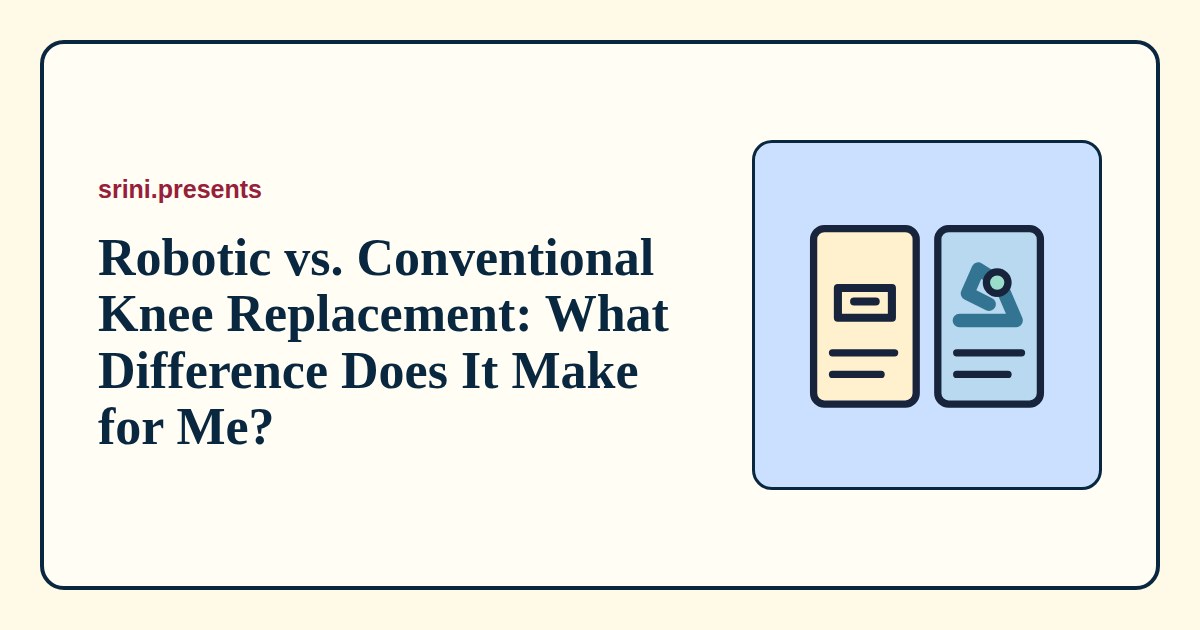 srini.presents
Robotic vs. Conventional
Knee Replacement: What
Difference Does It Make
for Me?